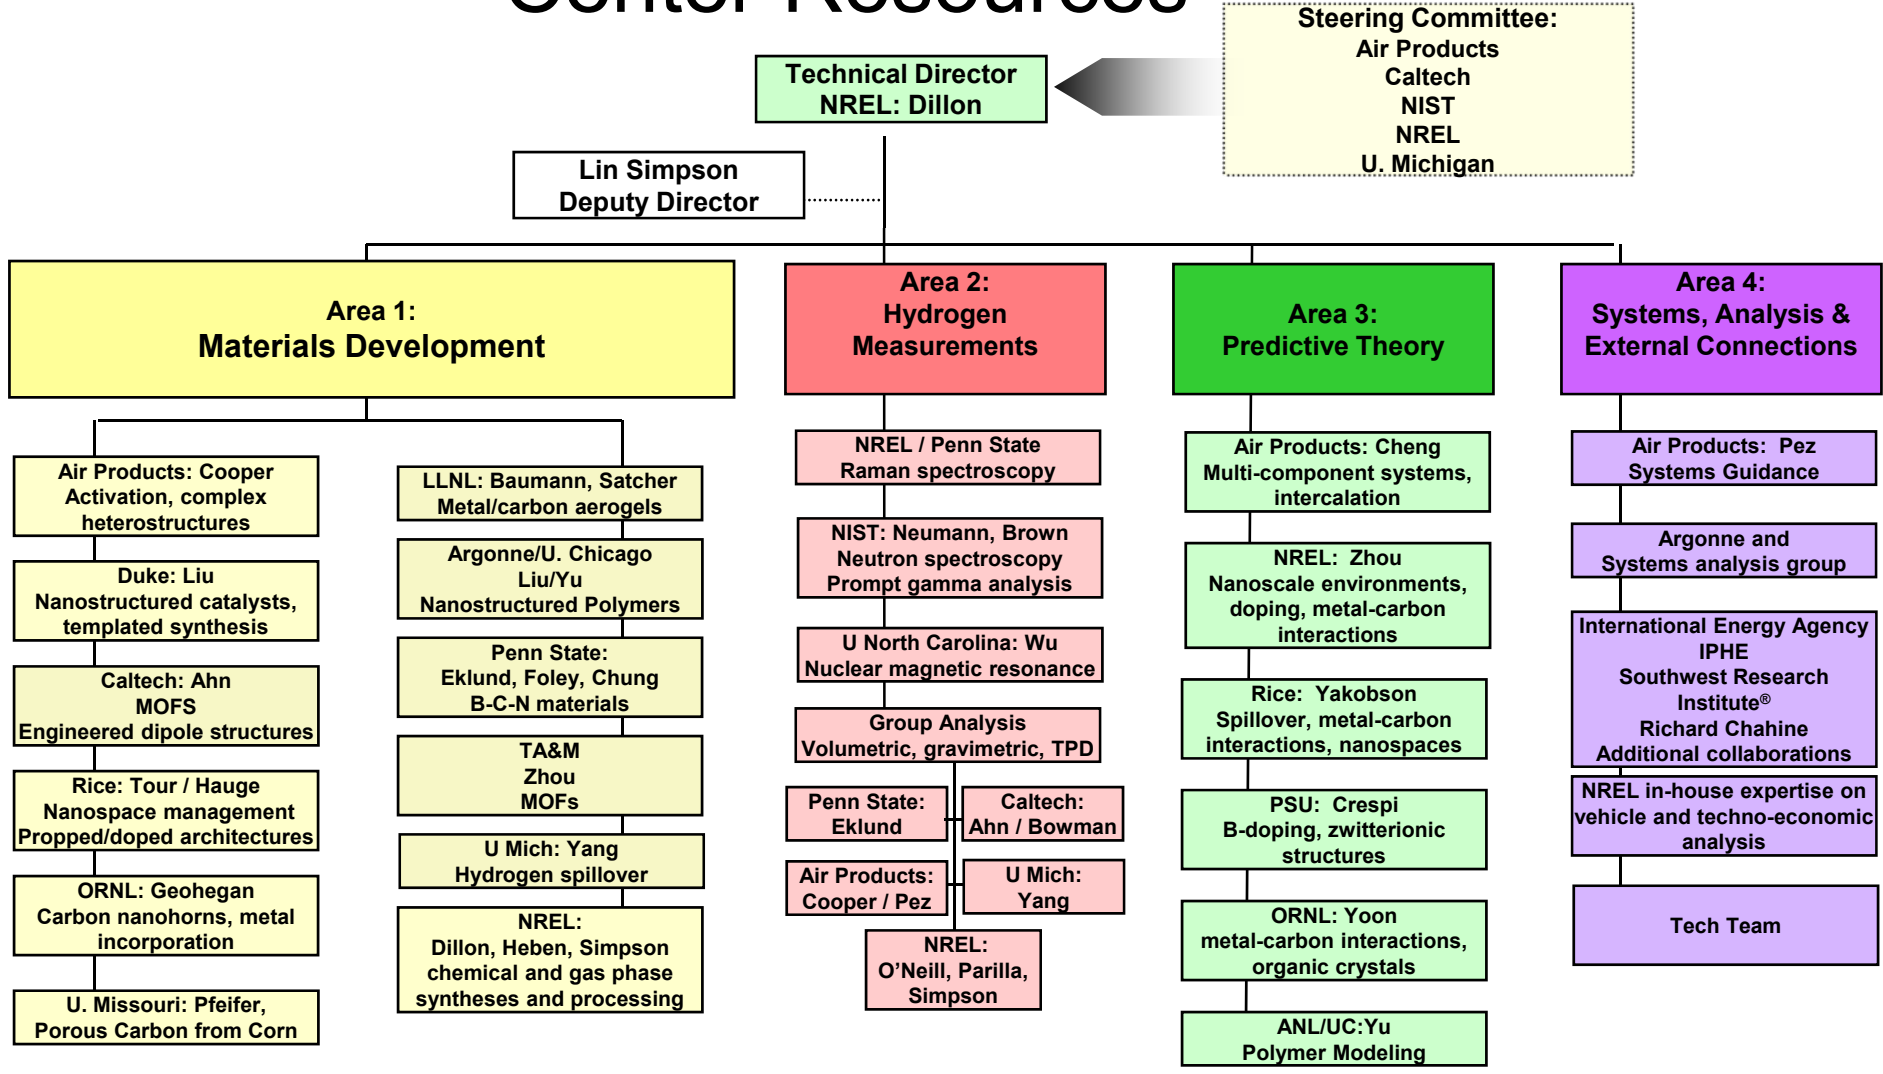 Center Resources
Steering Committee:
Air Products
Caltech
NIST
NREL
U. Michigan
Technical Director
NREL: Dillon
Lin Simpson
Deputy Director
Area 1:
Materials Development
Air Products: Cooper
Activation, complex
heterostructures
Duke: Liu
Nanostructured catalysts,
templated synthesis
Caltech: Ahn
MOFS
Engineered dipole structures
Rice: Tour / Hauge
Nanospace management
Propped/doped architectures
ORNL: Geohegan
Carbon nanohorns, metal
incorporation
U. Missouri: Pfeifer,
Porous Carbon from Corn
LLNL: Baumann, Satcher
Metal/carbon aerogels
Argonne/U. Chicago
Liu/Yu
Nanostructured Polymers
Penn State:
Eklund, Foley, Chung
B-C-N materials
TA&M
Zhou
MOFs
U Mich: Yang
Hydrogen spillover
NREL:
Dillon, Heben, Simpson
chemical and gas phase
syntheses and processing
Area 2:
Hydrogen
Measurements
NREL / Penn State
Raman spectroscopy
NIST: Neumann, Brown
Neutron spectroscopy
Prompt gamma analysis
U North Carolina: Wu
Nuclear magnetic resonance
Group Analysis
Volumetric, gravimetric, TPD
Penn State:
Eklund
Caltech:
Ahn / Bowman
Air Products:
Cooper / Pez
U Mich:
Yang
NREL:
O’Neill, Parilla,
Simpson
Area 3:
Predictive Theory
Air Products: Cheng
Multi-component systems,
intercalation
NREL: Zhou
Nanoscale environments,
doping, metal-carbon
interactions
Rice: Yakobson
Spillover, metal-carbon
interactions, nanospaces
PSU: Crespi
B-doping, zwitterionic
structures
ORNL: Yoon
metal-carbon interactions,
organic crystals
ANL/UC:Yu
Polymer Modeling
Area 4:
Systems, Analysis &
External Connections
Air Products: Pez
Systems Guidance
Argonne and
Systems analysis group
International Energy Agency
IPHE
Southwest Research
Institute®
Richard Chahine
Additional collaborations
NREL in-house expertise on
vehicle and techno-economic
analysis
Tech Team